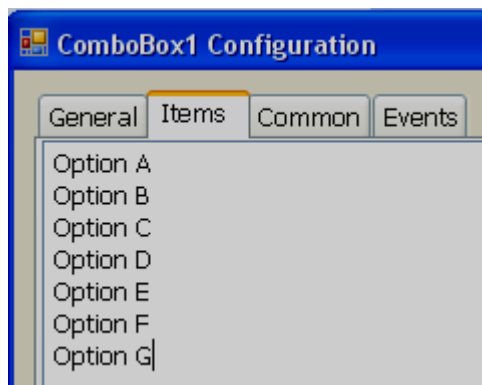 ComboBox1 Configuration
General Items Common Events
Option A
Option B
Option C
Option D
Option E
Option F
Option G